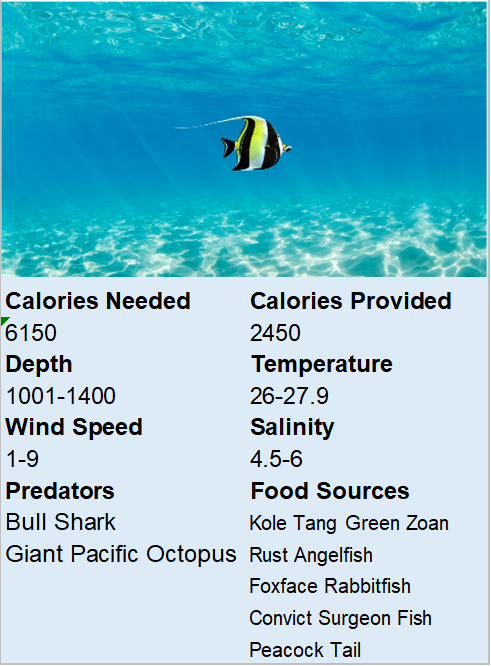 Calories Needed Calories Provided
6150 2450
Depth Temperature
1001-1400 26-27.9
Wind Speed Salinity
1-9 4.5-6
Predators Food Sources
Bull Shark Kole Tang Green Zoan
Giant Pacific Octopus Rust Angelfish
Foxface Rabbitfish
Convict Surgeon Fish
Peacock Tail